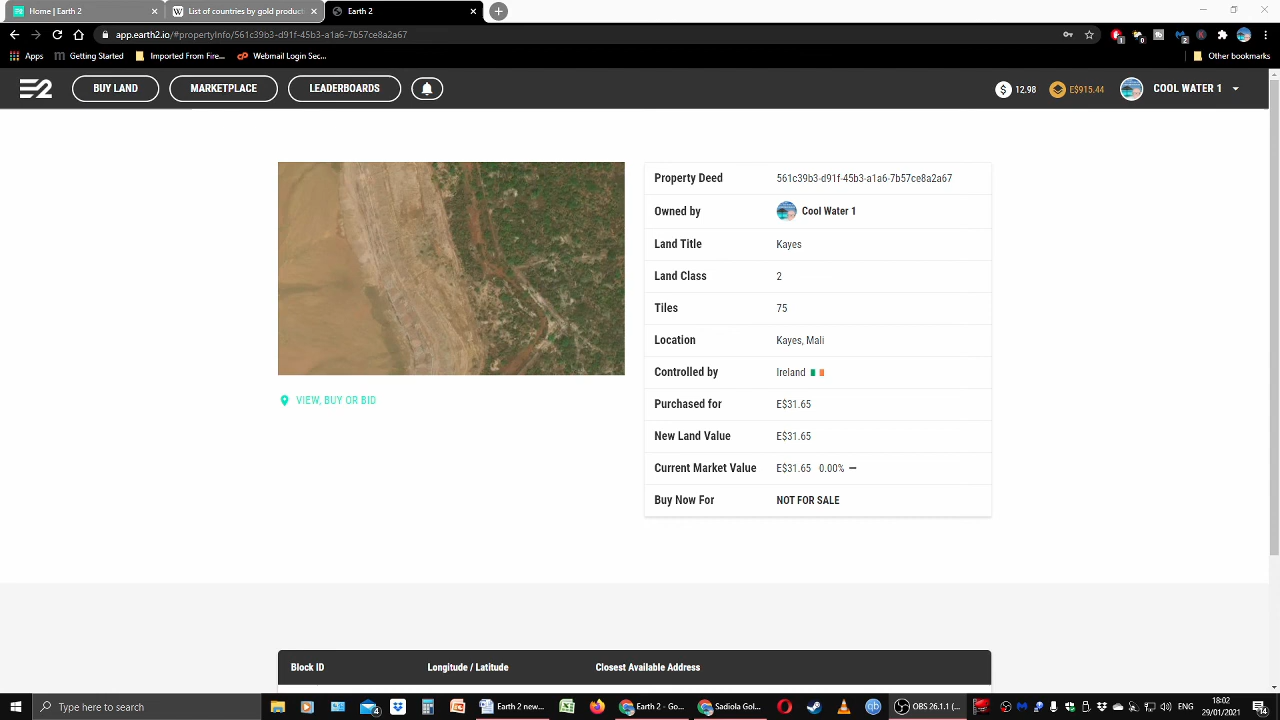 Home | Earth 2
List of countries by gold product
Earth 2
app.earth2.io/#propertyInfo/561c39b3-d91f-45b3-a1a6-7b57ce8a2a67
Apps
Getting Started
Imported From Fire...
Webmail Login Sec...
Other bookmarks
BUY LAND
MARKETPLACE
LEADERBOARDS
12.98
E$915.44
COOL WATER 1
Property Deed 561c39b3-d91f-45b3-a1a6-7b57ce8a2a67
Owned by Cool Water 1
Land Title Kayes
Land Class 2
Tiles 75
Location Kayes, Mali
Controlled by Ireland
Purchased for E$31.65
New Land Value E$31.65
Current Market Value E$31.65 0.00%
Buy Now For NOT FOR SALE
VIEW, BUY OR BID
Block ID Longitude / Latitude Closest Available Address
Type here to search
Earth 2 new...
Earth 2 - Go...
Sadiola Gol...
OBS 26.1.1 (...
ENG
18:02
29/01/2021